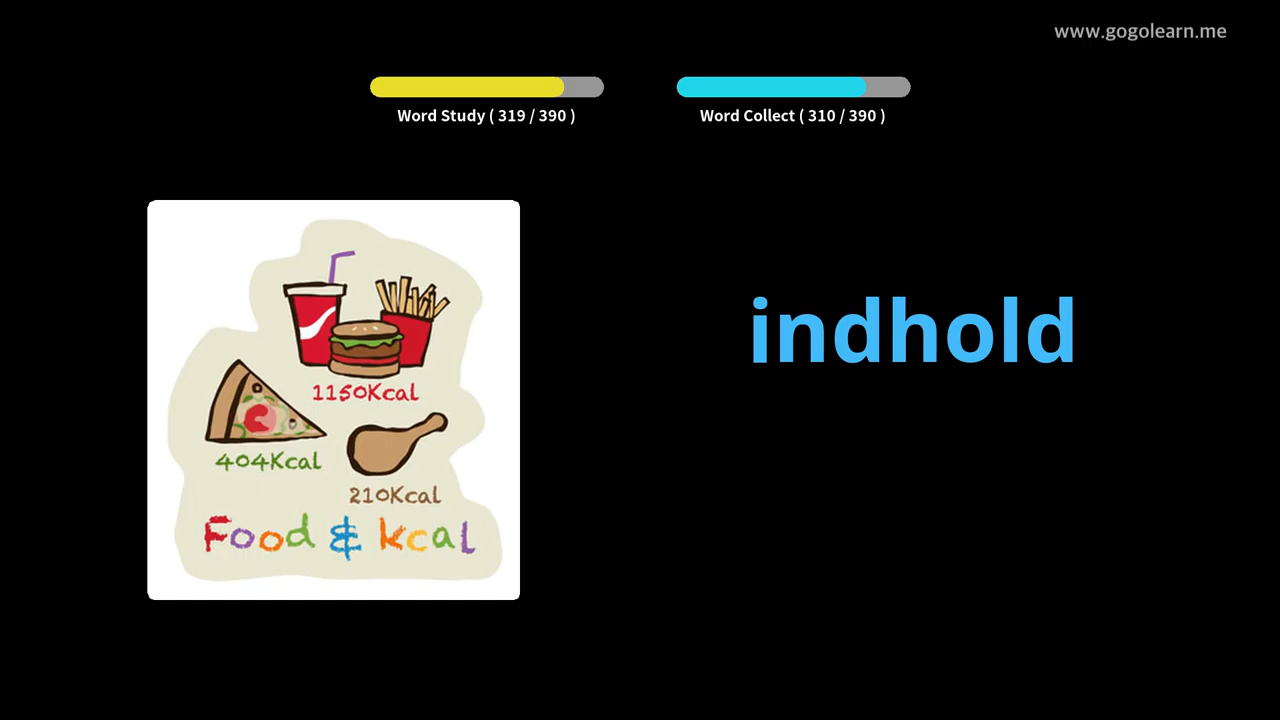 www.gogolearn.me
Word Study ( 319 / 390 )
Word Collect ( 310 / 390 )
indhold
1150Kcal
404Kcal
210Kcal
Food & kcal